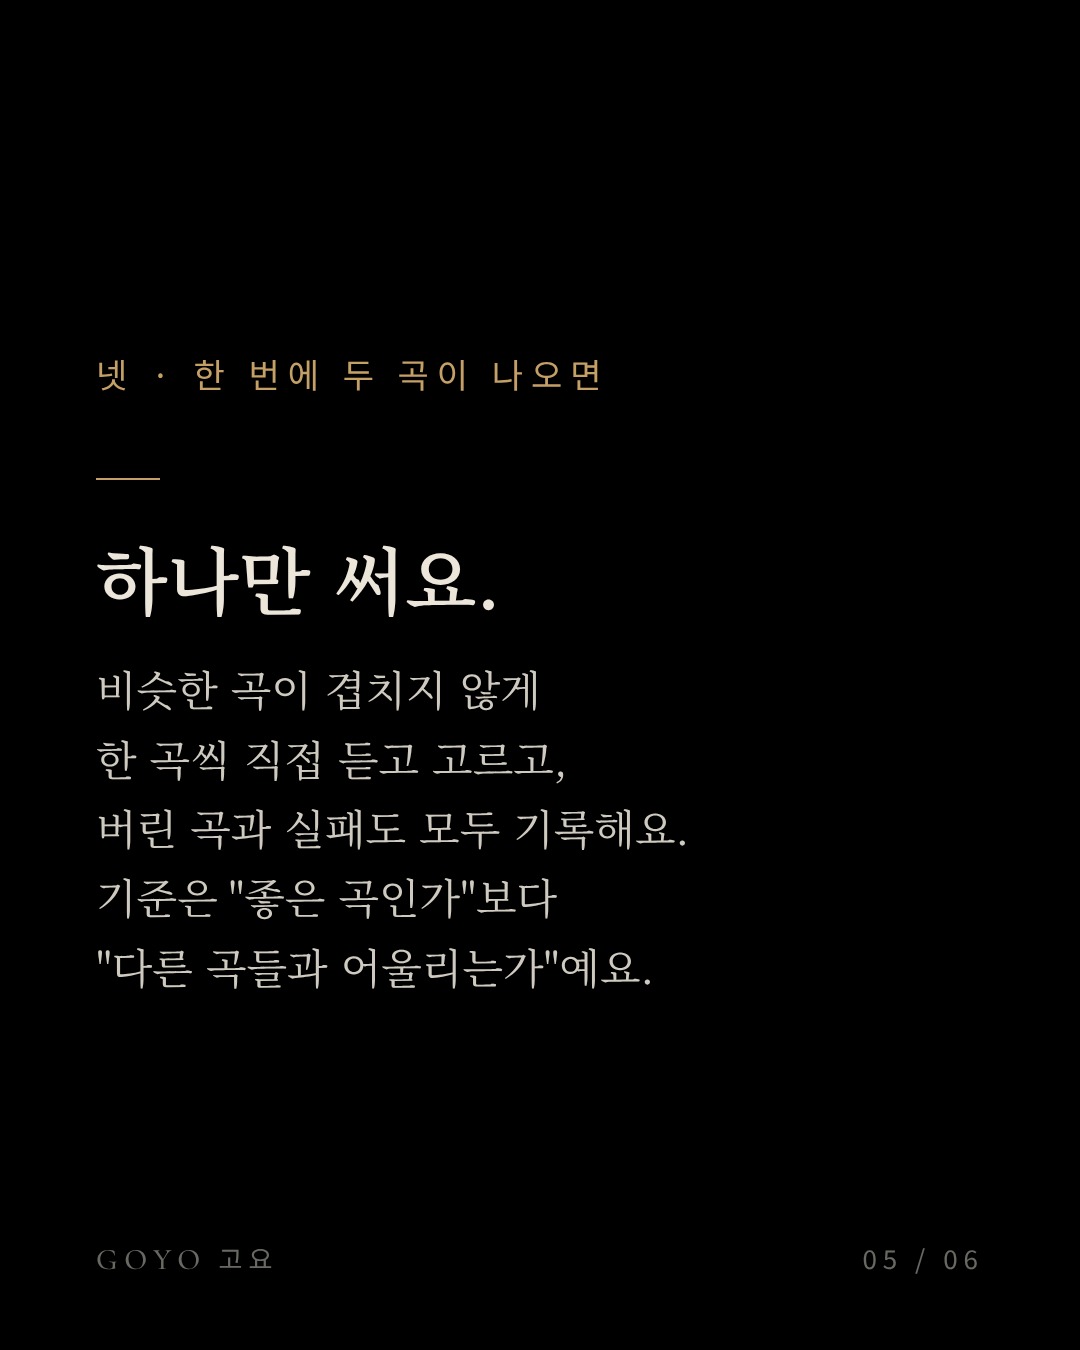 넷 · 한 번에 두 곡이 나오면
하나만 써요.
비슷한 곡이 겹치지 않게
한 곡씩 직접 듣고 고르고,
버린 곡과 실패도 모두 기록해요.
기준은 "좋은 곡인가"보다
"다른 곡들과 어울리는가"예요.
GOYO 고요
05 / 06